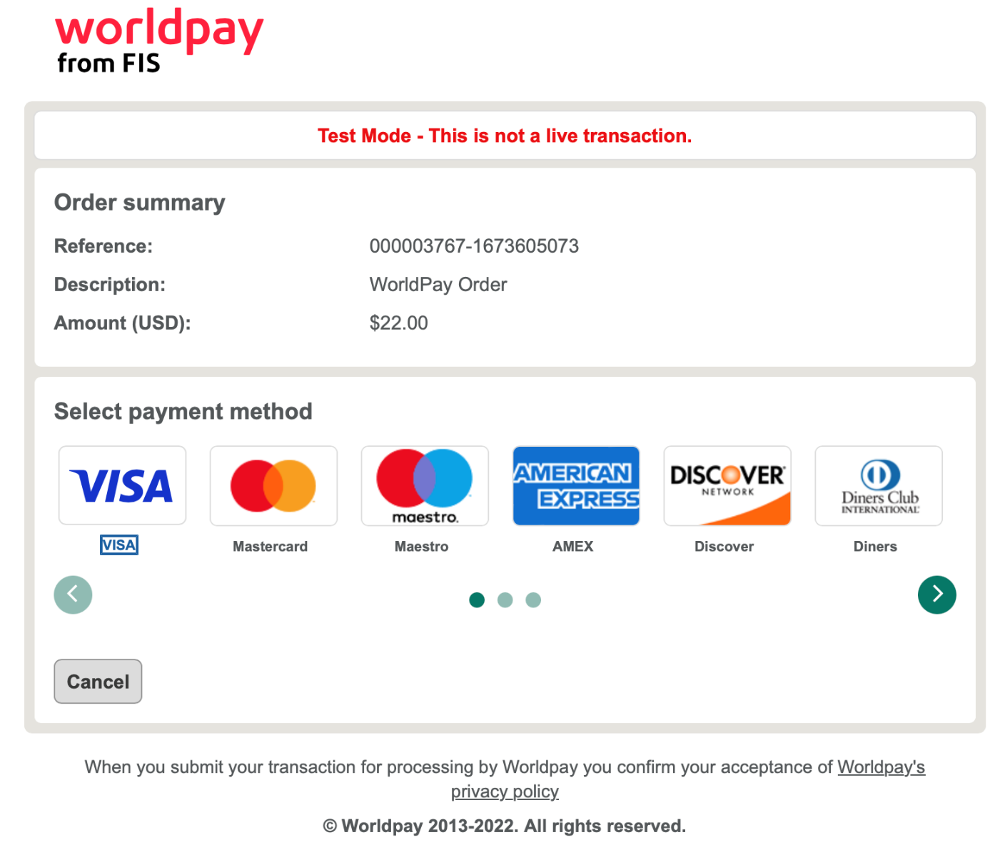 worldpay
from FIS
Test Mode - This is not a live transaction.
Order summary
Reference: 000003767-1673605073
Description: WorldPay Order
Amount (USD): $22.00
Select payment method
VISA
maestro.
AMERICAN
EXPRESS
DISCOVER
NETWORK
Diners Club
INTERNATIONAL
VISA Mastercard Maestro AMEX Discover Diners
Cancel
When you submit your transaction for processing by Worldpay you confirm your acceptance of Worldpay's
privacy policy
© Worldpay 2013-2022. All rights reserved.